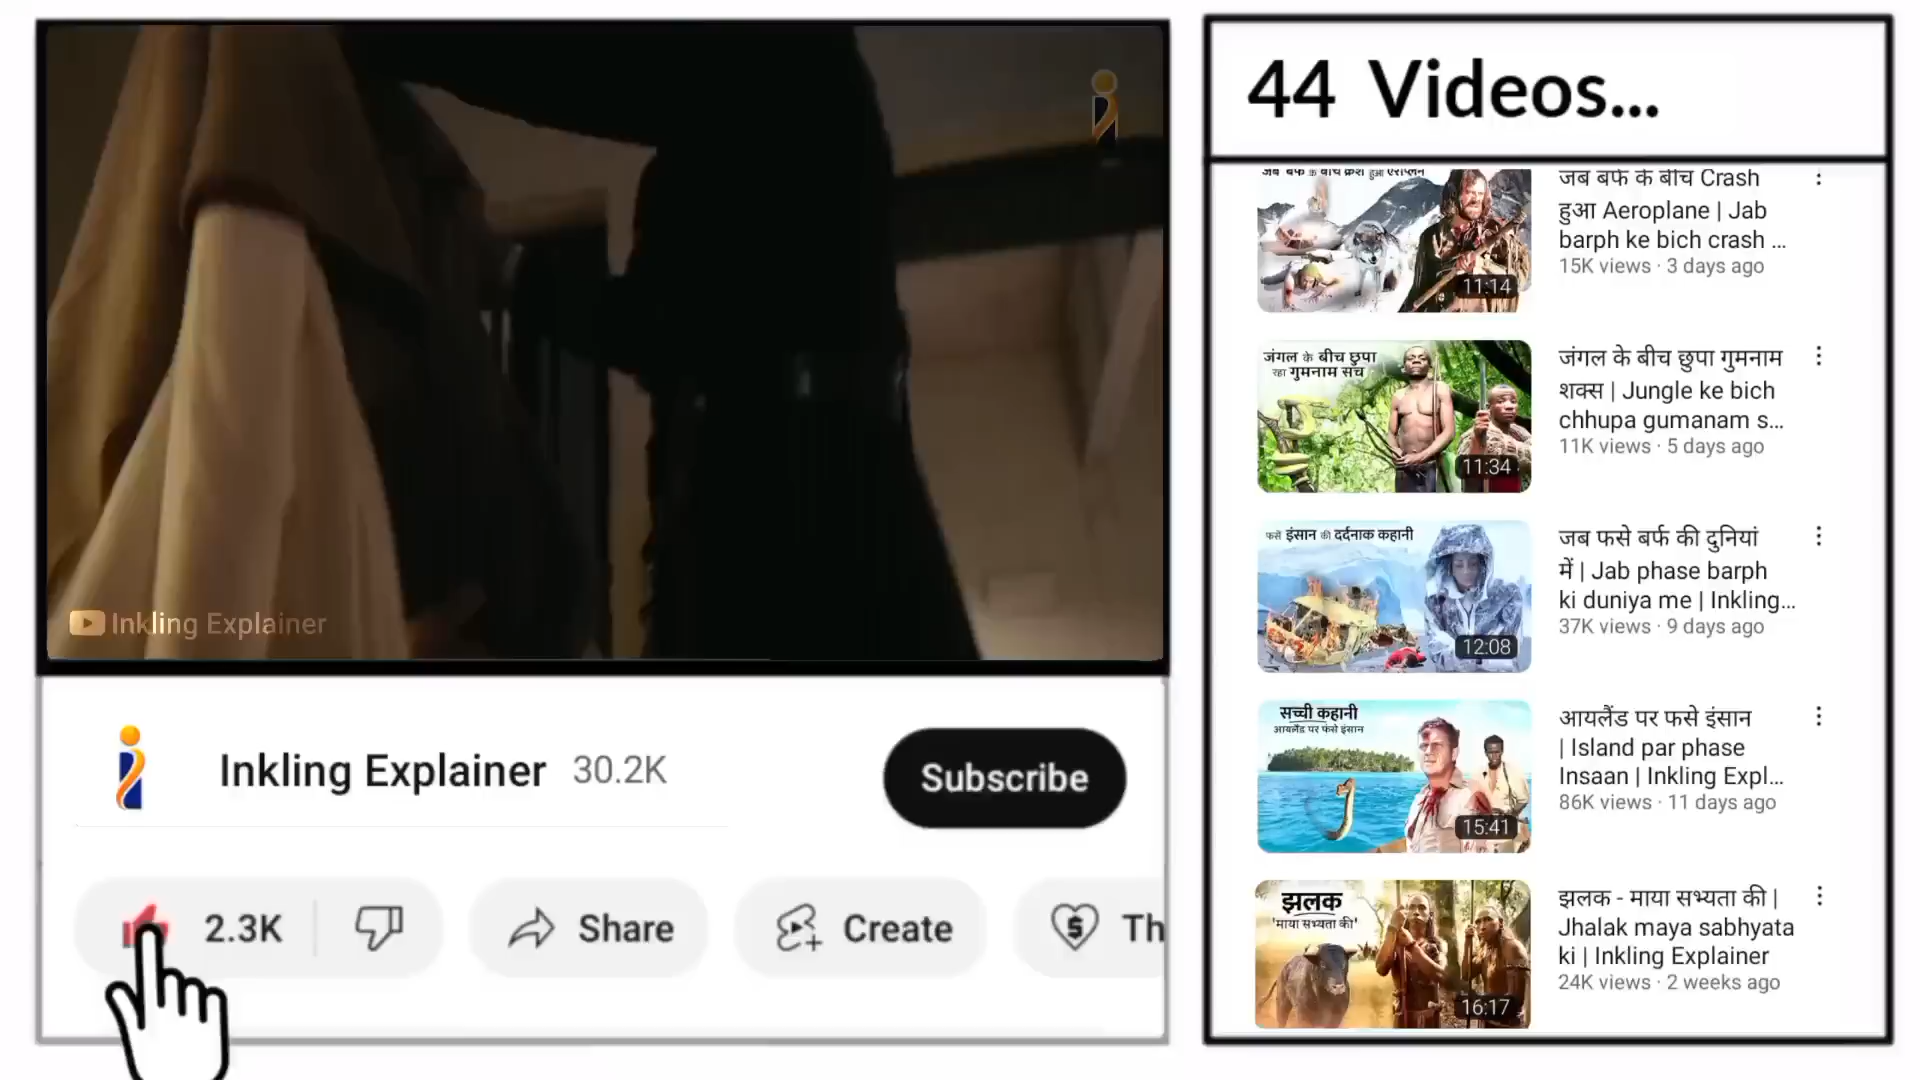 Inkling Explainer
Inkling Explainer 30.2K
Subscribe
2.3K
Share
Create
Th
44 Videos...
11:14
जब बर्फ के बीच Crash
हुआ Aeroplane | Jab
barph ke bich crash ...
15K views · 3 days ago
जंगल के बीच छुपा
रहा गुमनाम सच
11:34
जंगल के बीच छुपा गुमनाम
शक्स | Jungle ke bich
chhupa gumanam s...
11K views · 5 days ago
फसे इंसान की दर्दनाक कहानी
12:08
जब फसे बर्फ की दुनियां
में | Jab phase barph
ki duniya me | Inkling...
37K views · 9 days ago
सच्ची कहानी
आयलैंड पर फंसे इंसान
15:41
आयलैंड पर फसे इंसान
| Island par phase
Insaan | Inkling Expl...
86K views · 11 days ago
झलक
'माया सभ्यता की'
16:17
झलक - माया सभ्यता की |
Jhalak maya sabhyata
ki | Inkling Explainer
24K views · 2 weeks ago